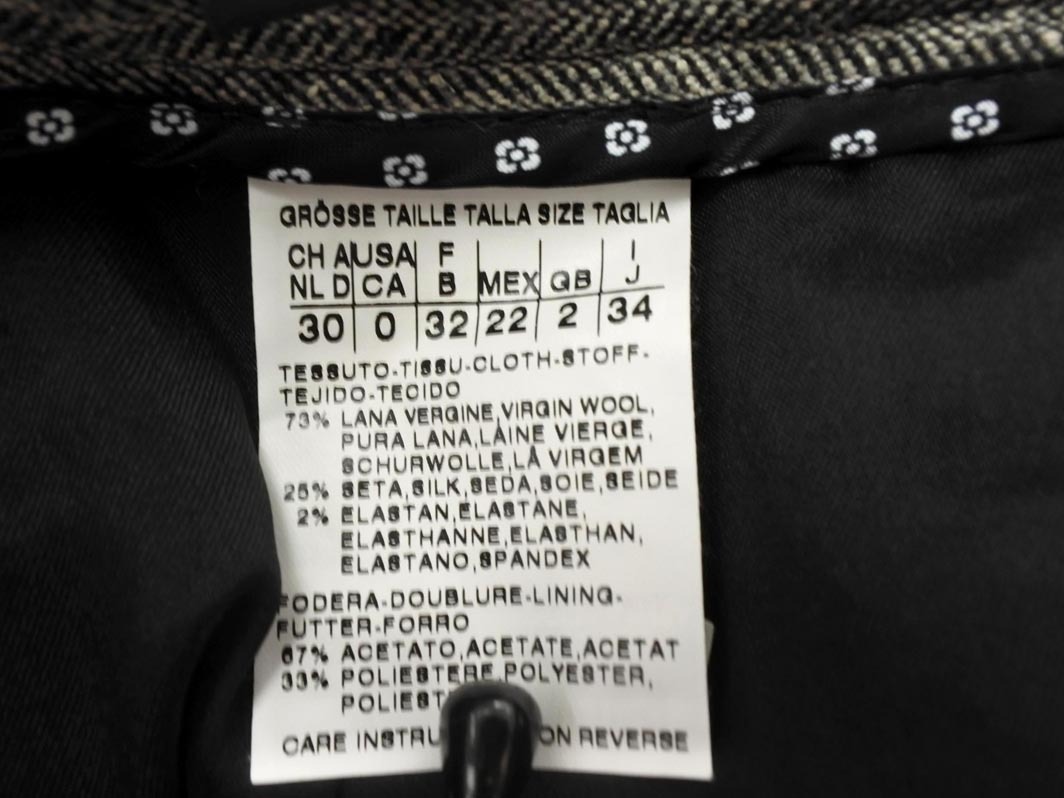 GRÖSSE TAILLE TALLA SIZE TAGLIA
CH A USA F MEX GB I
NL D CA B J
30 0 32 22 2 34
TESSUTO-TISSU-CLOTH-STOFF-
TEJIDO-TECIDO
73% LANA VERGINE,VIRGIN WOOL,
PURA LANA,LAINE VIERGE,
SCHURWOLLE,LÀ VIRGEM
25% SETA,SILK,SEDA,SOIE,SEIDE
2% ELASTAN,ELASTANE,
ELASTHANNE,ELASTHAN,
ELASTANO,SPANDEX
FODERA-DOUBLURE-LINING-
FUTTER-FORRO
67% ACETATO,ACETATE,ACETAT
33% POLIESTERE,POLYESTER,
CARE ON REVERSE